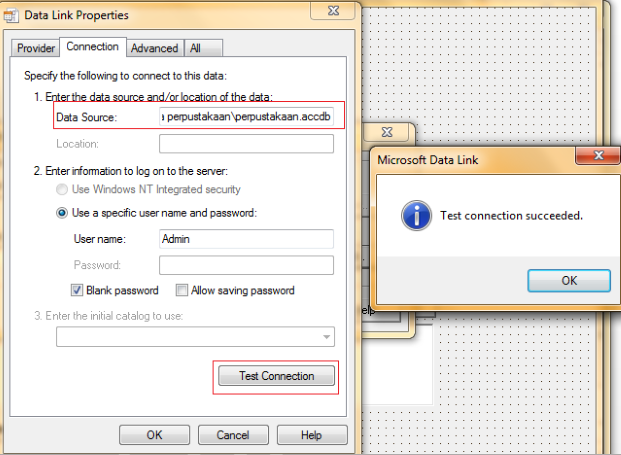 Data Link Properties
Provider Connection Advanced All
Specify the following to connect to this data:
1. Enter the data source and/or location of the data:
Data Source: perpustakaan\perpustakaan.accdb
Location:
2. Enter information to log on to the server:
Use Windows NT Integrated security
Use a specific user name and password:
User name: Admin
Password:
Blank password Allow saving password
3. Enter the initial catalog to use:
Test Connection
OK Cancel Help
Microsoft Data Link
Test connection succeeded.
OK
elp